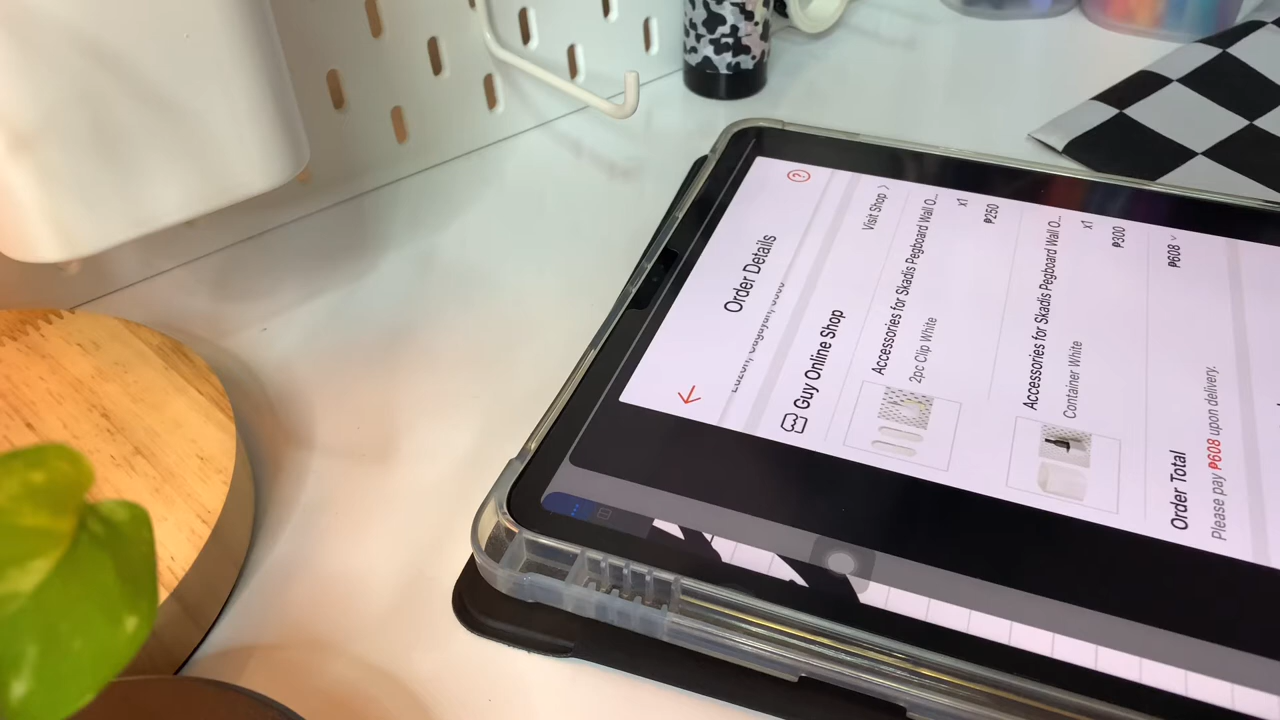 Order Details
Guy Online Shop
Visit Shop >
Accessories for Skadis Pegboard Wall O...
2pc Clip White
x1
₱250
Accessories for Skadis Pegboard Wall O...
Container White
x1
₱300
Order Total
₱608
Please pay ₱608 upon delivery.